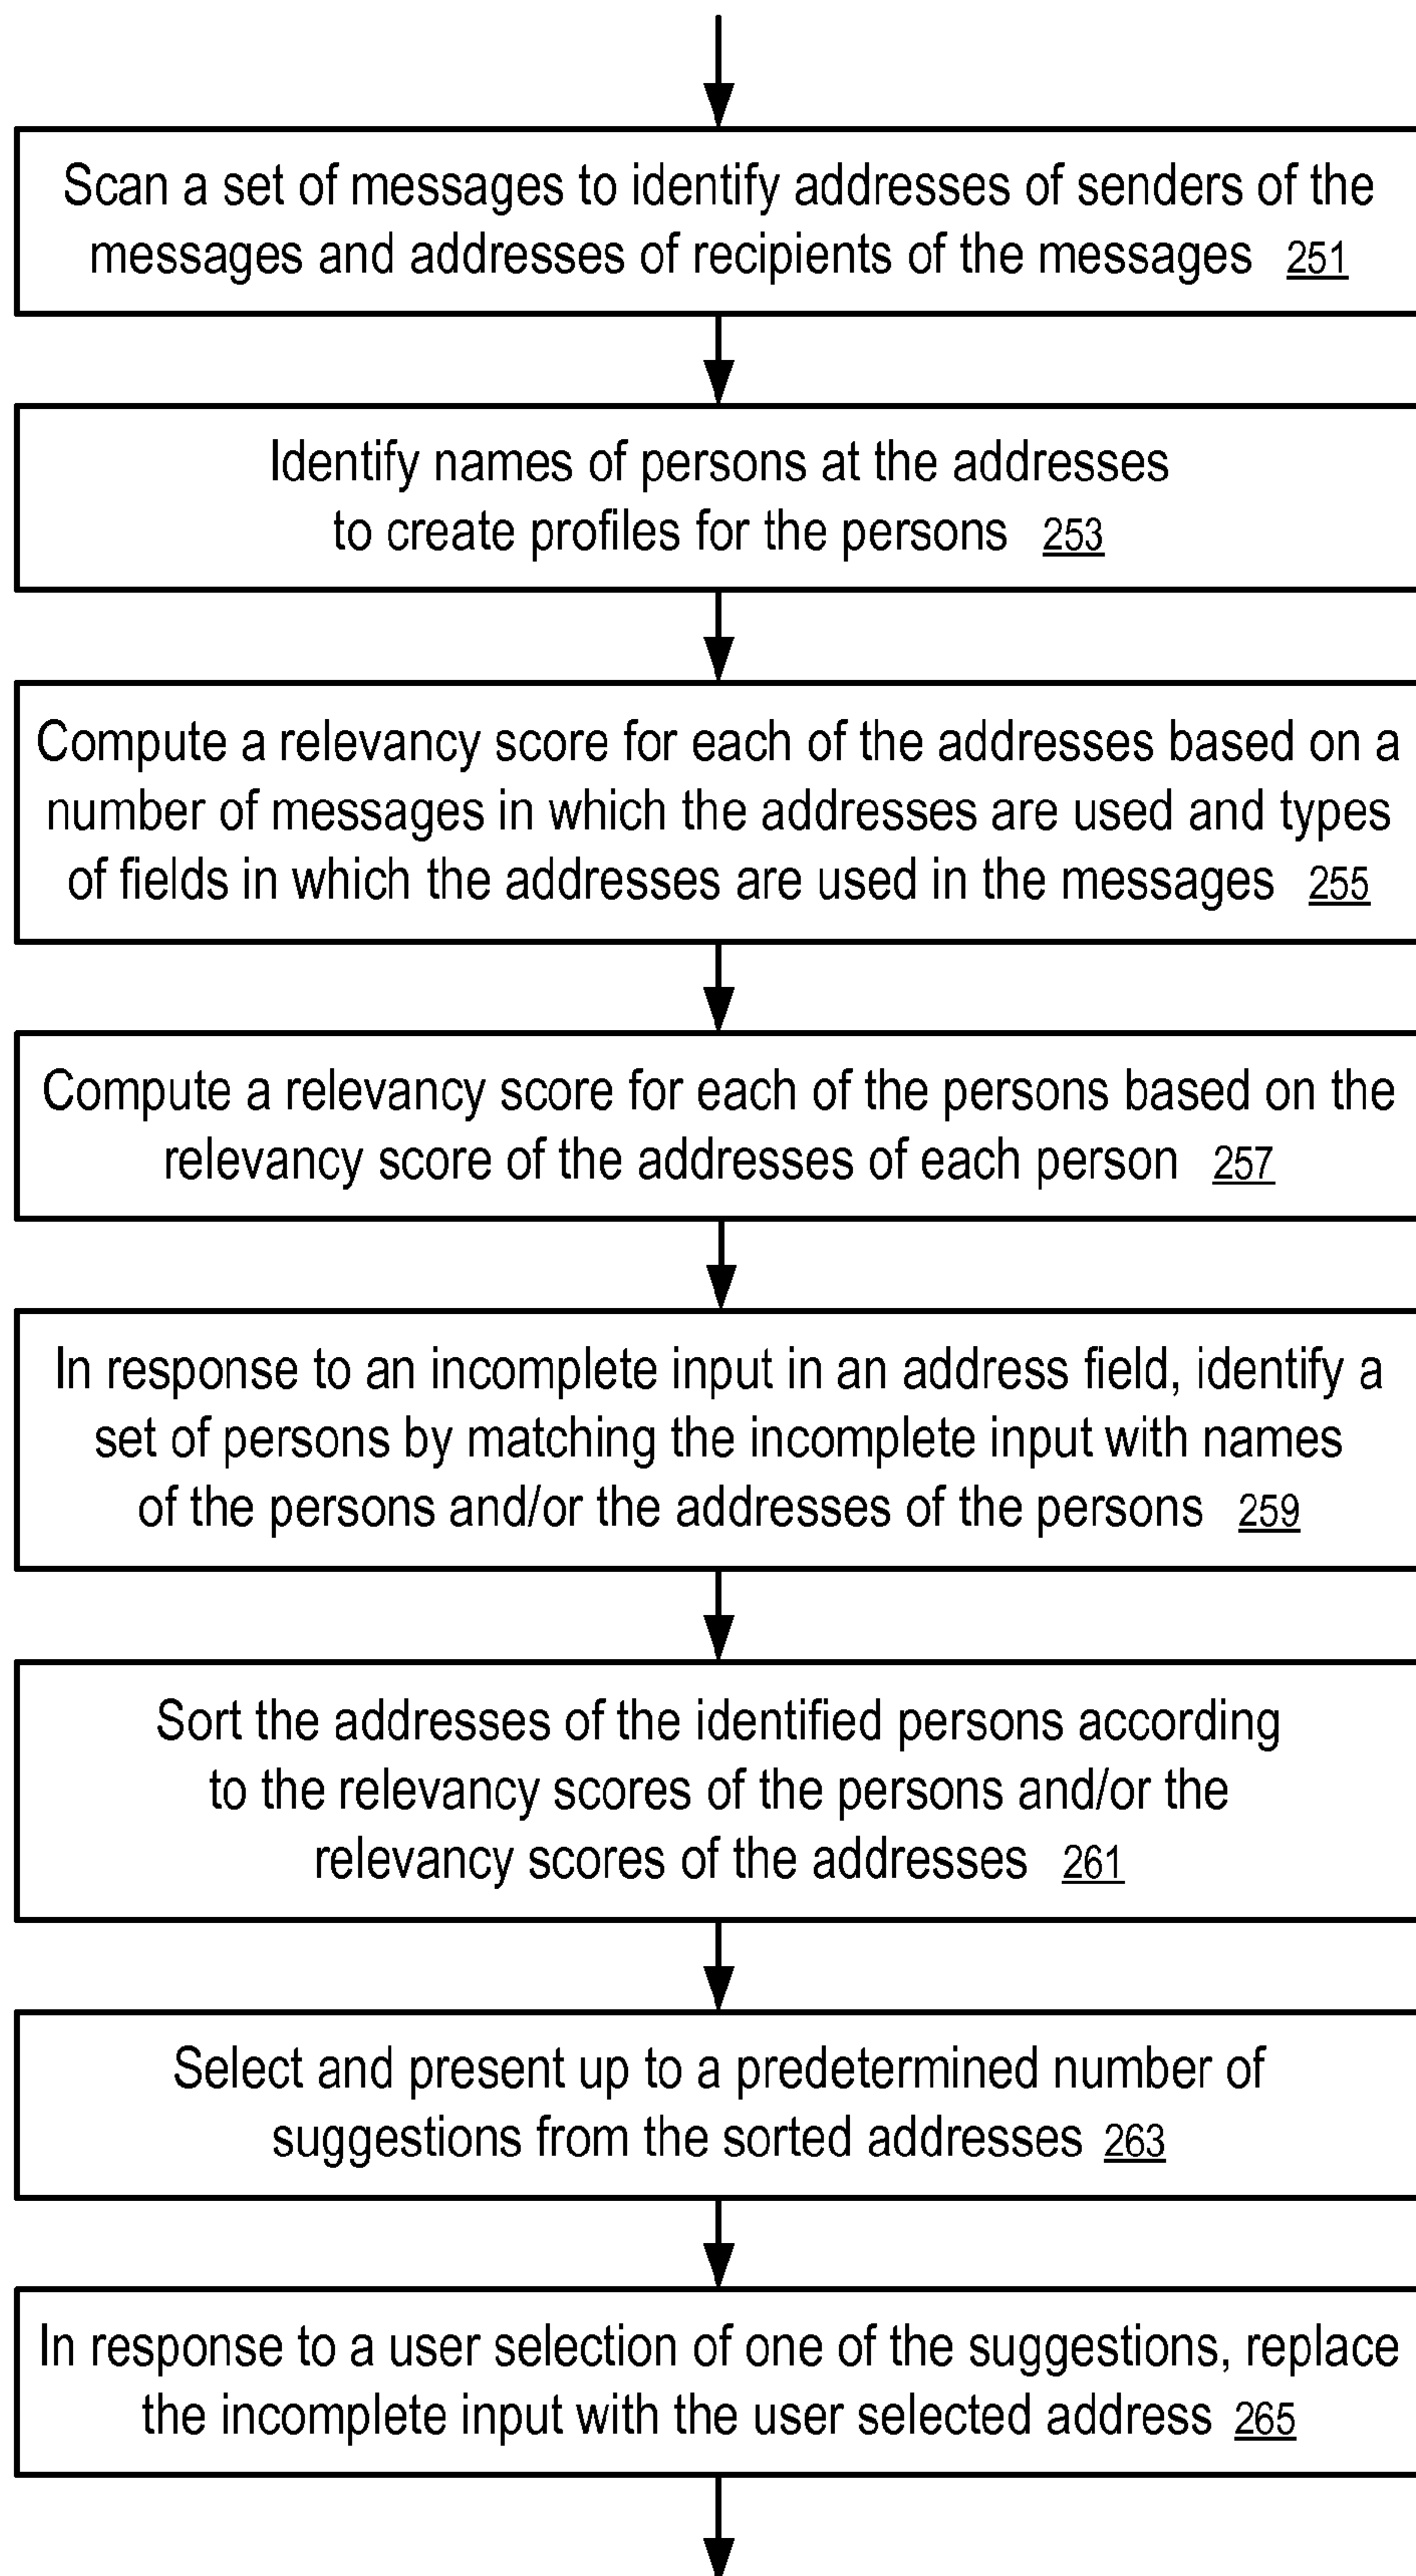 Scan a set of messages to identify addresses of senders of the
messages and addresses of recipients of the messages 251
Identify names of persons at the addresses
to create profiles for the persons 253
Compute a relevancy score for each of the addresses based on a
number of messages in which the addresses are used and types
of fields in which the addresses are used in the messages 255
Compute a relevancy score for each of the persons based on the
relevancy score of the addresses of each person 257
In response to an incomplete input in an address field, identify a
set of persons by matching the incomplete input with names
of the persons and/or the addresses of the persons 259
Sort the addresses of the identified persons according
to the relevancy scores of the persons and/or the
relevancy scores of the addresses 261
Select and present up to a predetermined number of
suggestions from the sorted addresses 263
In response to a user selection of one of the suggestions, replace
the incomplete input with the user selected address 265